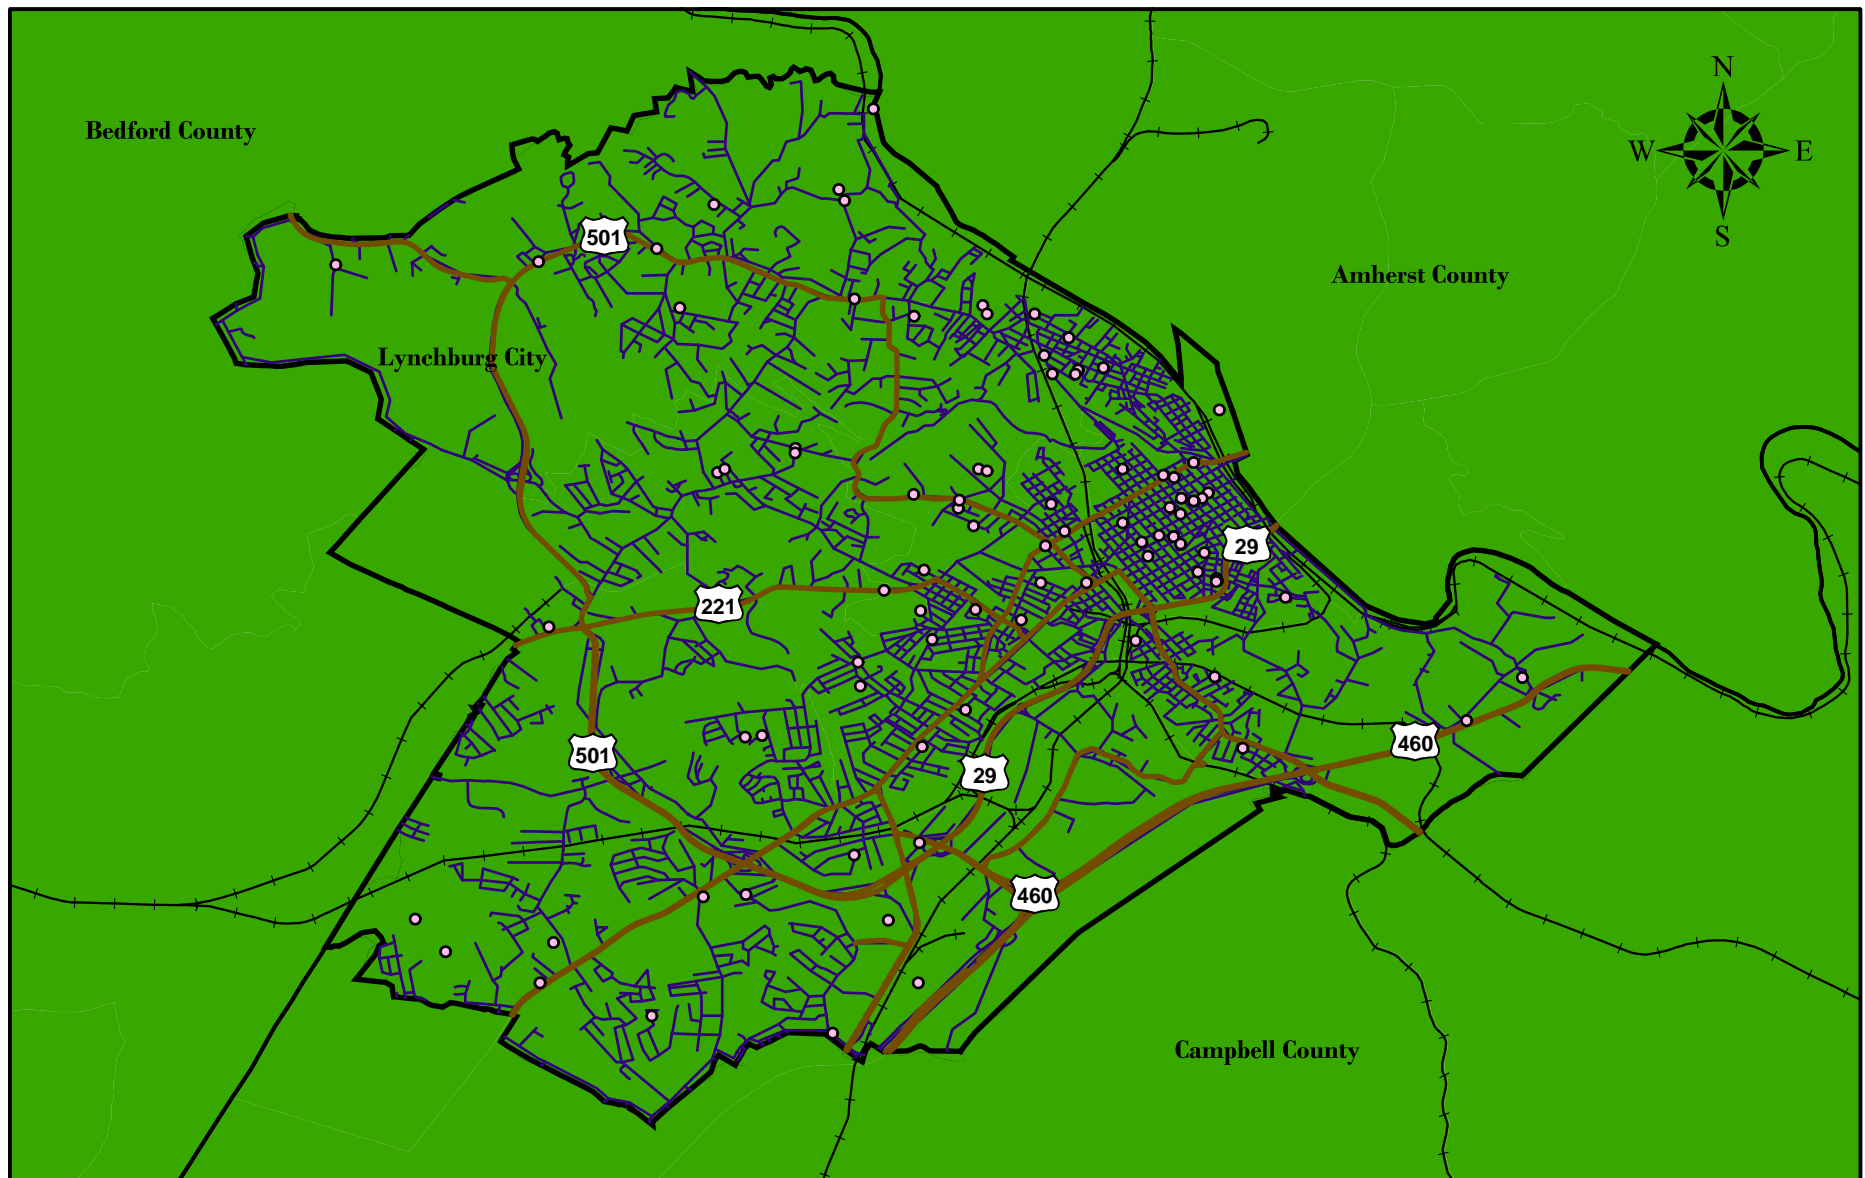 N
Bedford County
W
E
501
S
Amherst County
Lynchburg City
29
221
460
501
29
460
Campbell County